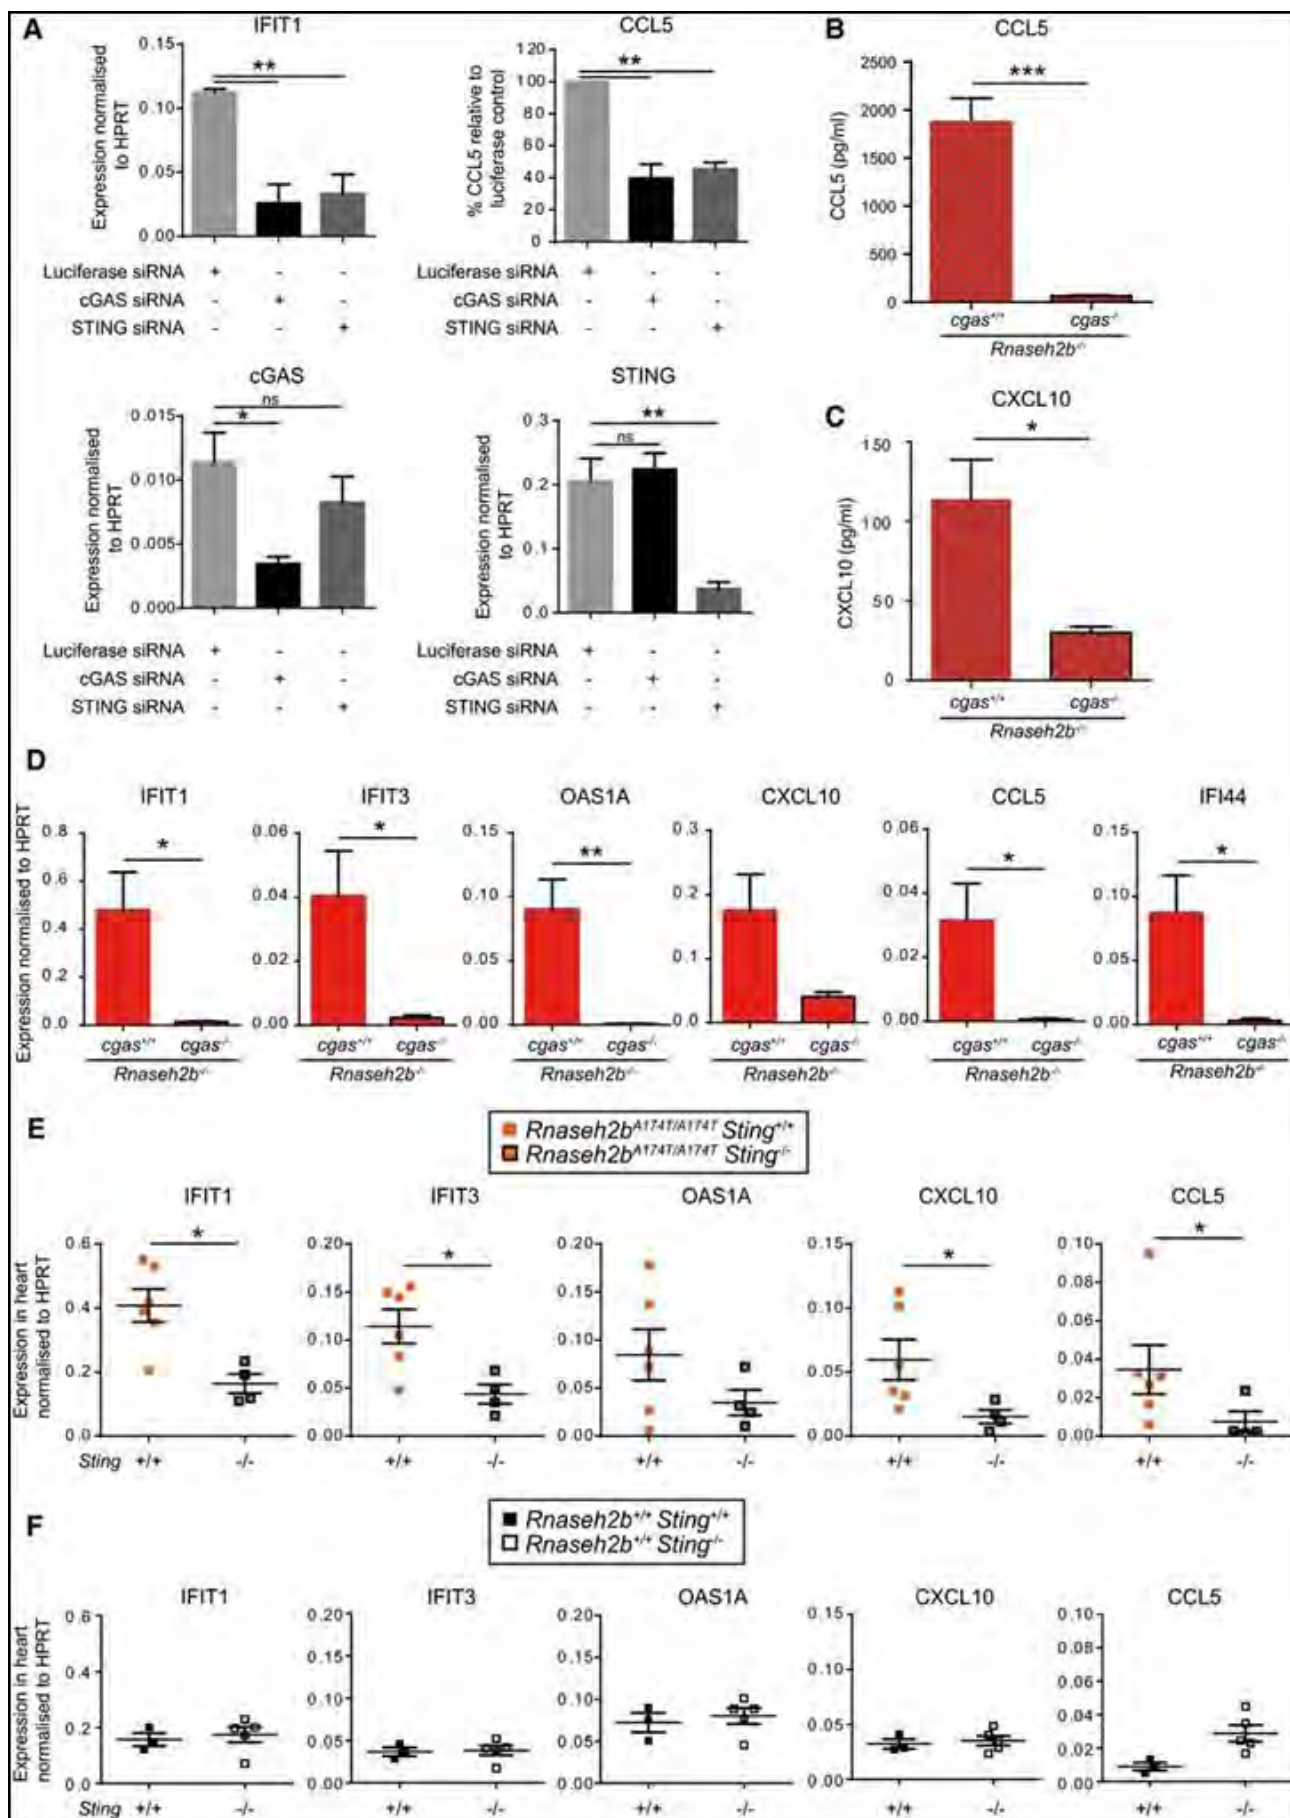 A
IFIT1
CCL5
B
CCL5
Expression normalised
to HPRT
0.15
0.10
0.05
0.00
**
% CCL5 relative to
luciferase control
120
100
80
60
40
20
0
**
CCL5 (pg/ml)
2500
2000
1500
1000
500
0
***
cgas+/+ cgas-/-
Rnaseh2b-/-
Luciferase siRNA + - -
cGAS siRNA - + -
STING siRNA - - +
Luciferase siRNA + - -
cGAS siRNA - + -
STING siRNA - - +
cGAS
STING
C
CXCL10
Expression normalised
to HPRT
0.015
0.010
0.005
0.000
ns
*
Expression normalised
to HPRT
0.3
0.2
0.1
0.0
**
ns
CXCL10 (pg/ml)
150
100
50
0
*
cgas+/+ cgas-/-
Rnaseh2b-/-
Luciferase siRNA + - -
cGAS siRNA - + -
STING siRNA - - +
Luciferase siRNA + - -
cGAS siRNA - + -
STING siRNA - - +
D
Expression normalised to HPRT
IFIT1
0.8
0.6
0.4
0.2
0.0
*
cgas+/+ cgas-/-
Rnaseh2b-/-
IFIT3
0.06
0.04
0.02
0.00
*
cgas+/+ cgas-/-
Rnaseh2b-/-
OAS1A
0.15
0.10
0.05
0.00
**
cgas+/+ cgas-/-
Rnaseh2b-/-
CXCL10
0.3
0.2
0.1
0.0
cgas+/+ cgas-/-
Rnaseh2b-/-
CCL5
0.06
0.04
0.02
0.00
*
cgas+/+ cgas-/-
Rnaseh2b-/-
IFI44
0.15
0.10
0.05
0.00
*
cgas+/+ cgas-/-
Rnaseh2b-/-
E
Rnaseh2bA174T/A174T Sting+/+
Rnaseh2bA174T/A174T Sting-/-
Expression in heart
normalised to HPRT
IFIT1
0.6
0.4
0.2
0.0
*
Sting +/+ -/-
IFIT3
0.20
0.15
0.10
0.05
0.00
*
+/+ -/-
OAS1A
0.20
0.15
0.10
0.05
0.00
+/+ -/-
CXCL10
0.15
0.10
0.05
0.00
*
+/+ -/-
CCL5
0.10
0.08
0.06
0.04
0.02
0.00
*
+/+ -/-
F
Rnaseh2b+/+ Sting+/+
Rnaseh2b+/+ Sting-/-
Expression in heart
normalised to HPRT
IFIT1
0.6
0.4
0.2
0.0
Sting +/+ -/-
IFIT3
0.20
0.15
0.10
0.05
0.00
+/+ -/-
OAS1A
0.20
0.15
0.10
0.05
0.00
+/+ -/-
CXCL10
0.15
0.10
0.05
0.00
+/+ -/-
CCL5
0.10
0.08
0.06
0.04
0.02
0.00
+/+ -/-